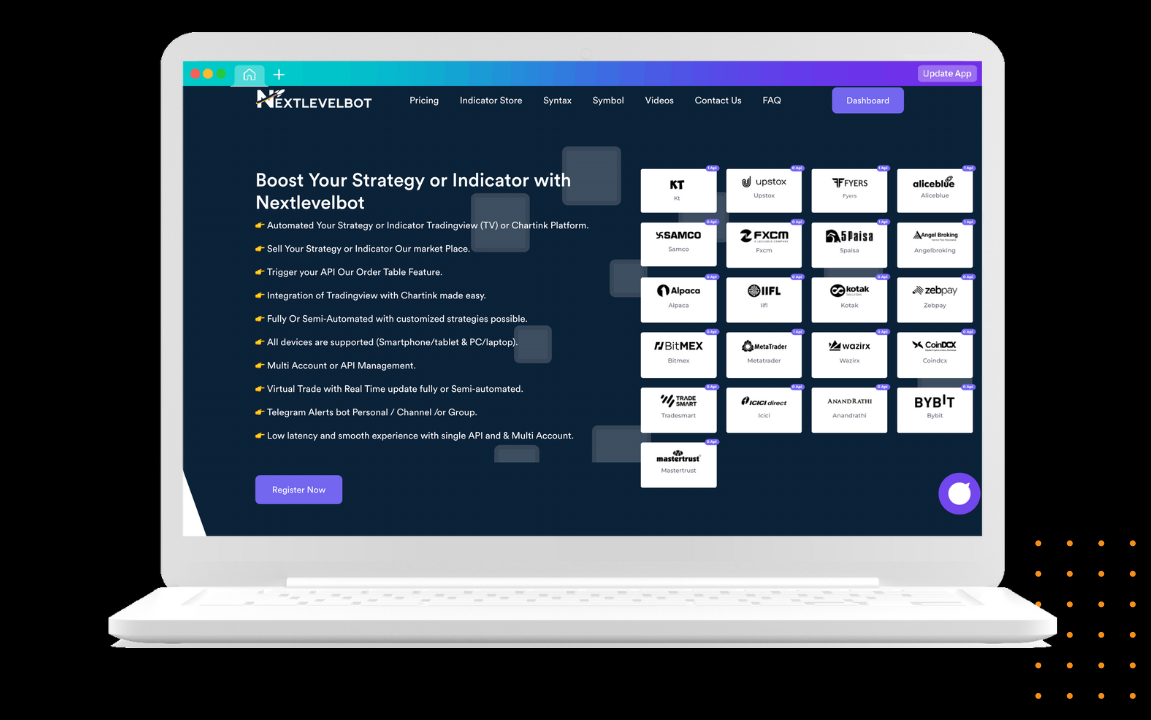 Update App
NEXTLEVELBOT
Pricing Indicator Store Syntax Symbol Videos Contact Us FAQ Dashboard
Boost Your Strategy or Indicator with
Nextlevelbot
Automated Your Strategy or Indicator Tradingview (TV) or Chartink Platform.
Sell Your Strategy or Indicator Our market Place.
Trigger your API Our Order Table Feature.
Integration of Tradingview with Chartink made easy.
Fully Or Semi-Automated with customized strategies possible.
All devices are supported (Smartphone/tablet & PC/laptop).
Multi Account or API Management.
Virtual Trade with Real Time update fully or Semi-automated.
Telegram Alerts bot Personal / Channel /or Group.
Low latency and smooth experience with single API and & Multi Account.
Register Now
KT
Kt
upstox
Upstox
FYERS
Fyers
aliceblue
Aliceblue
SAMCO
Samco
FXCM
Fxcm
5Paisa
5paisa
Angel Broking
Angelbroking
Alpaca
Alpaca
IIFL
Iifl
kotak
Kotak
zebpay
Zebpay
BitMEX
Bitmex
MetaTrader
Metatrader
wazirx
Wazirx
CoinDCX
Coindcx
TRADE
SMART
Tradesmart
ICICI direct
Icici
ANANDRATHI
Anandrathi
BYBIT
Bybit
mastertrust
Mastertrust